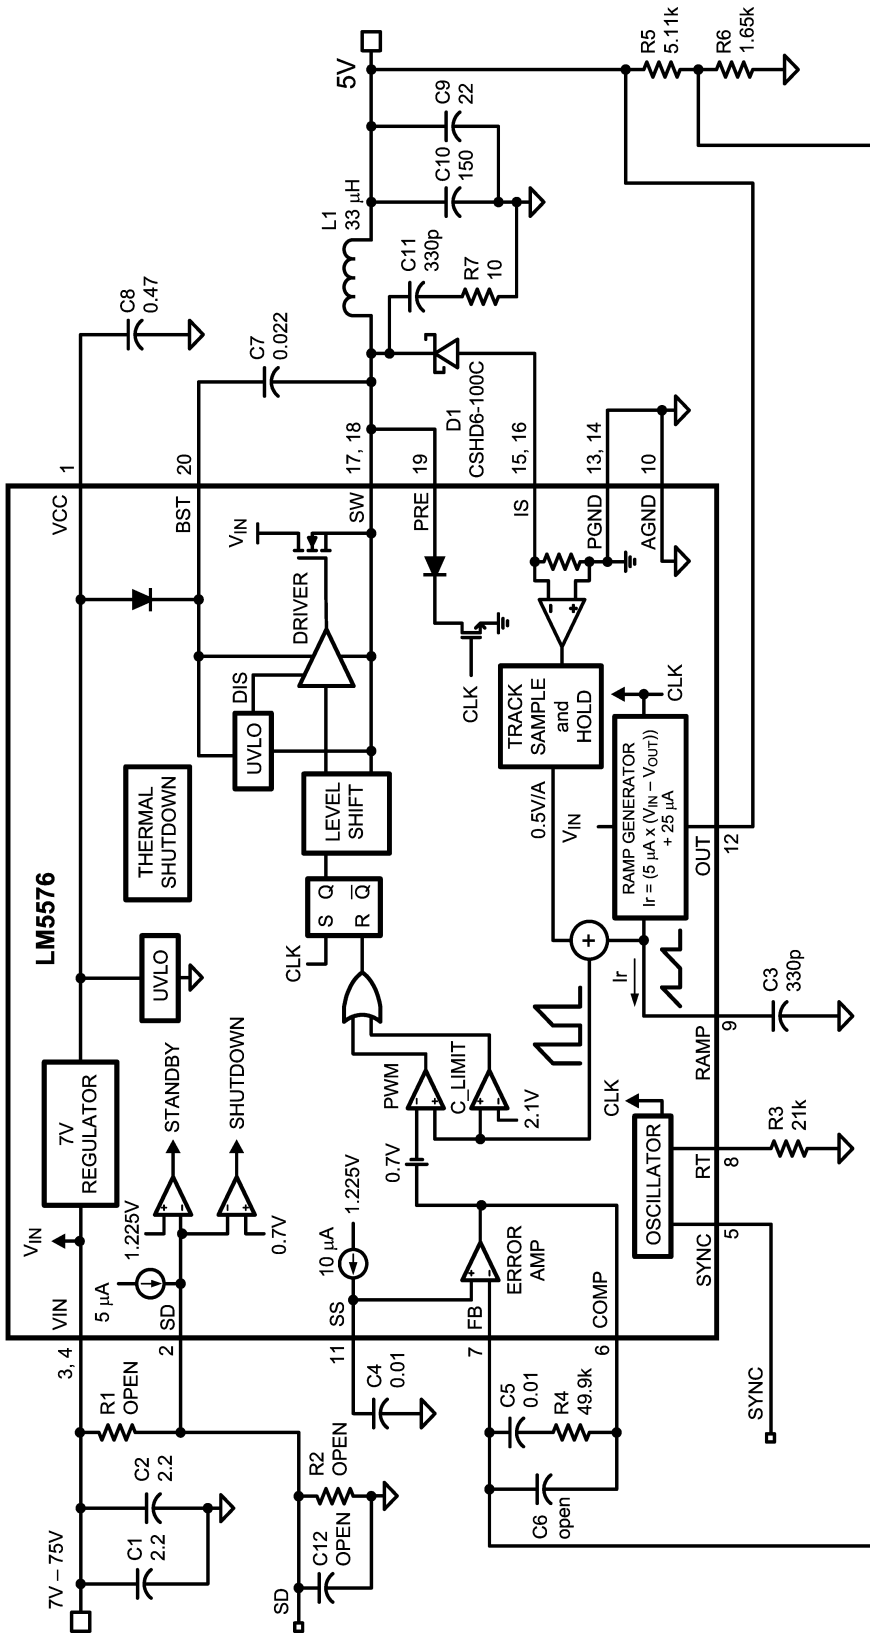 LM5576
7V – 75V
C1
2.2
C2
2.2
R1
OPEN
SD
C12
OPEN
R2
OPEN
3, 4
VIN
VIN
7V
REGULATOR
5 µA
1.225V
STANDBY
2
SD
0.7V
SHUTDOWN
UVLO
THERMAL
SHUTDOWN
1
VCC
C8
0.47
20
BST
C7
0.022
VIN
DIS
UVLO
DRIVER
17, 18
SW
L1
33 µH
5V
CLK
S Q
R Q
LEVEL
SHIFT
11
SS
10 µA
1.225V
C4
0.01
7
FB
ERROR
AMP
0.7V
PWM
C_LIMIT
2.1V
C5
0.01
R4
49.9k
C6
open
6
COMP
19
PRE
CLK
D1
CSHD6-100C
C11
330p
R7
10
C10
150
C9
22
R5
5.11k
R6
1.65k
15, 16
IS
13, 14
PGND
10
AGND
TRACK
SAMPLE
and
HOLD
0.5V/A
+
VIN
CLK
RAMP GENERATOR
Ir = (5 µA x (VIN – VOUT))
+ 25 µA
Ir
OUT
12
RAMP
9
C3
330p
CLK
OSCILLATOR
RT
8
R3
21k
SYNC
5
SYNC